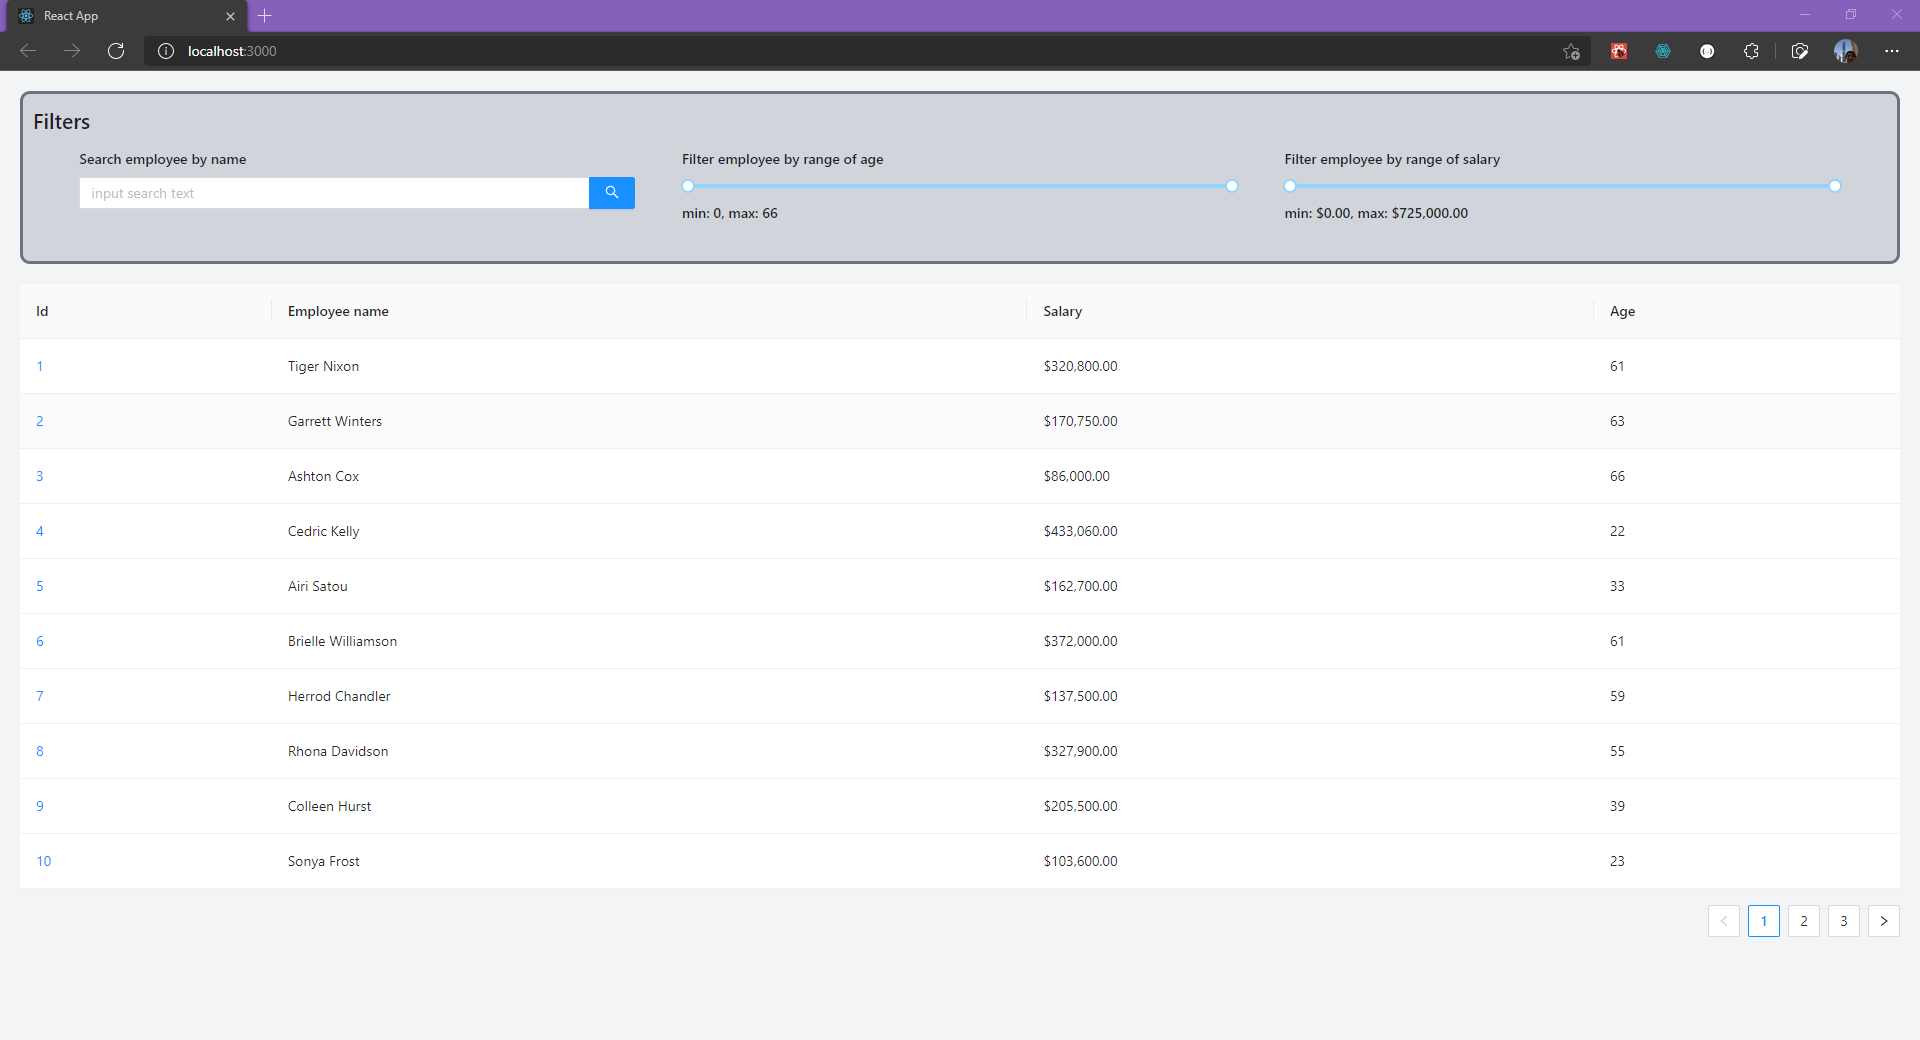 React App
localhost:3000
Filters
Search employee by name
Filter employee by range of age
Filter employee by range of salary
input search text
min: 0, max: 66
min: $0.00, max: $725,000.00
Id Employee name Salary Age
1 Tiger Nixon $320,800.00 61
2 Garrett Winters $170,750.00 63
3 Ashton Cox $86,000.00 66
4 Cedric Kelly $433,060.00 22
5 Airi Satou $162,700.00 33
6 Brielle Williamson $372,000.00 61
7 Herrod Chandler $137,500.00 59
8 Rhona Davidson $327,900.00 55
9 Colleen Hurst $205,500.00 39
10 Sonya Frost $103,600.00 23
< 1 2 3 >